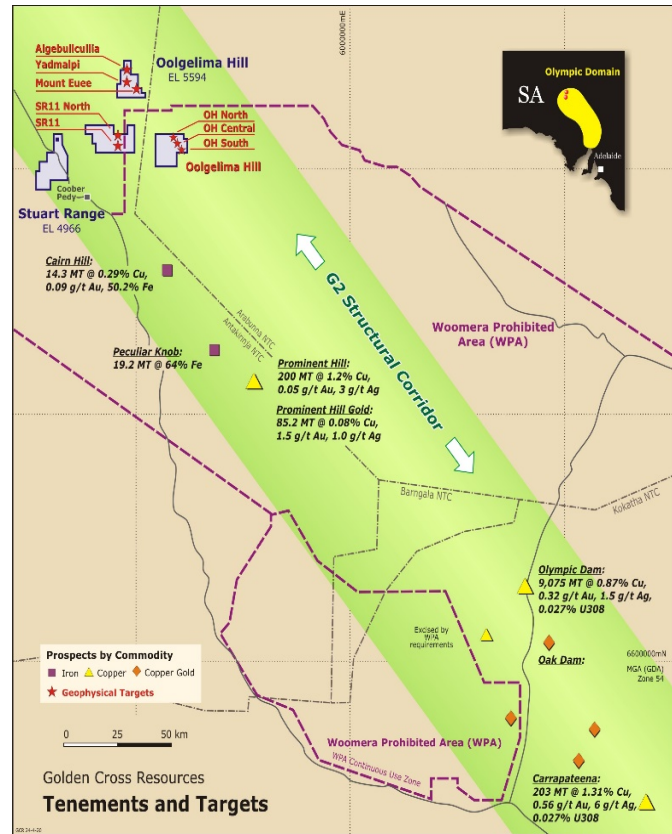 Algebullcullia
Yadmalpi
Mount Euee
Oolgelima Hill
EL 5594
SR11 North
SR11
OH North
OH Central
OH South
Oolgelima Hill
Coober
Pedy
Stuart Range
EL 4966
6000000mE
Olympic Domain
SA
Adelaide
Cairn Hill:
14.3 MT @ 0.29% Cu,
0.09 g/t Au, 50.2% Fe
Arabunna NTC
Antakirinja NTC
G2 Structural Corridor
Woomera Prohibited
Area (WPA)
Peculiar Knob:
19.2 MT @ 64% Fe
Prominent Hill:
200 MT @ 1.2% Cu,
0.05 g/t Au, 3 g/t Ag
Prominent Hill Gold:
85.2 MT @ 0.08% Cu,
1.5 g/t Au, 1.0 g/t Ag
Barngala NTC
Kokatha NTC
Olympic Dam:
9,075 MT @ 0.87% Cu,
0.32 g/t Au, 1.5 g/t Ag,
0.027% U308
Excised by
WPA
requirements
Oak Dam:
6600000mN
MGA (GDA)
Zone 54
Prospects by Commodity
Iron Copper Copper Gold
Geophysical Targets
0 25 50 km
Woomera Prohibited Area (WPA)
WPA Continuous Use Zone
Carrapateena:
203 MT @ 1.31% Cu,
0.56 g/t Au, 6 g/t Ag,
0.027% U308
Golden Cross Resources
Tenements and Targets